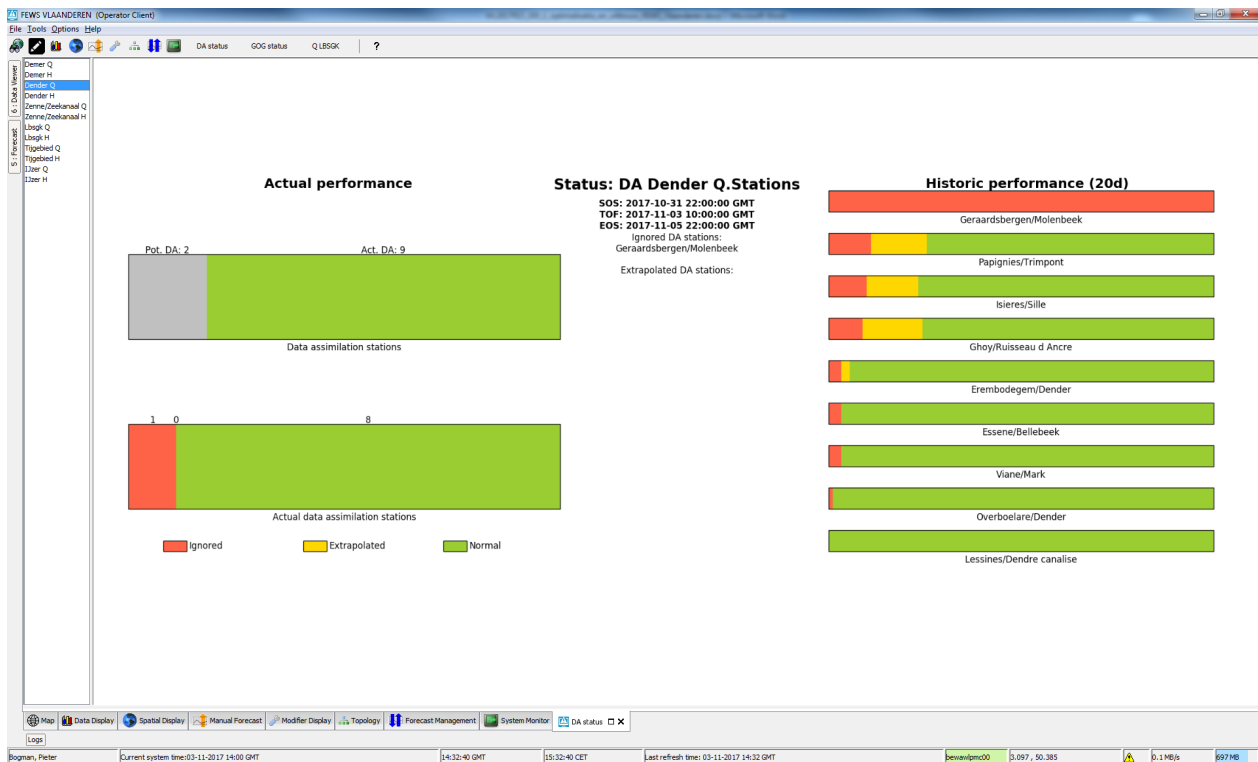 FEWS VLAANDEREN (Operator Client)
File Tools Options Help
DA status GOG status Q LBSGK ?
6 : Data Viewer
5 : Forecast
Demer Q
Demer H
Dender Q
Dender H
Zenne/Zeekanaal Q
Zenne/Zeekanaal H
Lbsgk Q
Lbsgk H
Tijgebied Q
Tijgebied H
IJzer Q
IJzer H
Actual performance
Pot. DA: 2 Act. DA: 9
Data assimilation stations
1 0 8
Actual data assimilation stations
Ignored Extrapolated Normal
Status: DA Dender Q.Stations
SOS: 2017-10-31 22:00:00 GMT
TOF: 2017-11-03 10:00:00 GMT
EOS: 2017-11-05 22:00:00 GMT
Ignored DA stations:
Geraardsbergen/Molenbeek
Extrapolated DA stations:
Historic performance (20d)
Geraardsbergen/Molenbeek
Papignies/Trimpont
Isieres/Sille
Ghoy/Ruisseau d Ancre
Erembodegem/Dender
Essene/Bellebeek
Viane/Mark
Overboelare/Dender
Lessines/Dendre canalise
Map Data Display Spatial Display Manual Forecast Modifier Display Topology Forecast Management System Monitor DA status
Logs
Bogman, Pieter Current system time:03-11-2017 14:00 GMT 14:32:40 GMT 15:32:40 CET Last refresh time: 03-11-2017 14:32 GMT bewawlpmc00 3.097 , 50.385 0.1 MB/s 697 MB